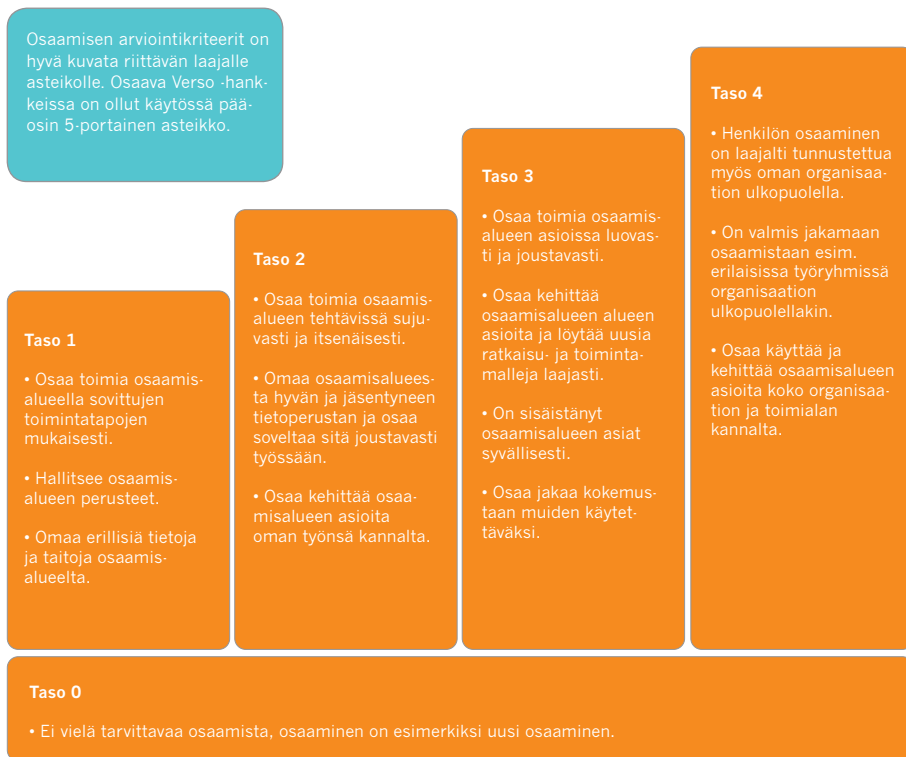 Osaamisen arviointikriteerit on
hyvä kuvata riittävän laajalle
asteikolle. Osaava Verso -hank-
keissa on ollut käytössä pää-
osin 5-portainen asteikko.
Taso 1
• Osaa toimia osaamis-
alueella sovittujen
toimintatapojen
mukaisesti.
• Hallitsee osaamis-
alueen perusteet.
• Omaa erillisiä tietoja
ja taitoja osaamis-
alueelta.
Taso 2
• Osaa toimia osaamis-
alueen tehtävissä suju-
vasti ja itsenäisesti.
• Omaa osaamisaluees-
ta hyvän ja jäsentyneen
tietoperustan ja osaa
soveltaa sitä joustavasti
työssään.
• Osaa kehittää osaa-
misalueen asioita
oman työnsä kannalta.
Taso 3
• Osaa toimia osaamis-
alueen asioissa luovas-
ti ja joustavasti.
• Osaa kehittää
osaamisalueen alueen
asioita ja löytää uusia
ratkaisu- ja toiminta-
malleja laajasti.
• On sisäistänyt
osaamisalueen asiat
syvällisesti.
• Osaa jakaa kokemus-
taan muiden käytet-
täväksi.
Taso 4
• Henkilön osaaminen
on laajalti tunnustettua
myös oman organisaa-
tion ulkopuolella.
• On valmis jakamaan
osaamistaan esim.
erilaisissa työryhmissä
organisaation
ulkopuolellakin.
• Osaa käyttää ja
kehittää osaamisalueen
asioita koko organisaa-
tion ja toimialan
kannalta.
Taso 0
• Ei vielä tarvittavaa osaamista, osaaminen on esimerkiksi uusi osaaminen.